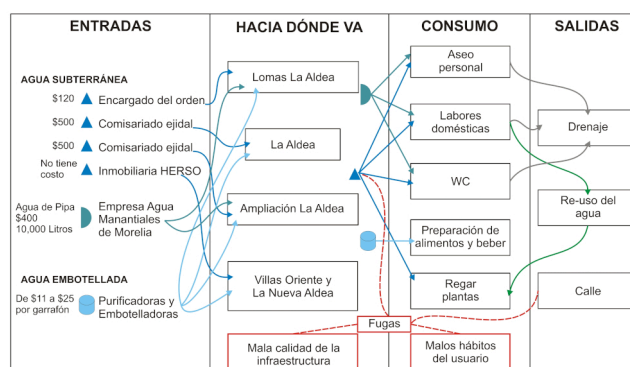 ENTRADAS
HACIA DÓNDE VA
CONSUMO
SALIDAS
AGUA SUBTERRÁNEA
$120
Encargado del orden
$500
Comisariado ejidal
$500
Comisariado ejidal
No tiene
costo
Inmobiliaria HERSO
Agua de Pipa
$400
10,000 Litros
Empresa Agua
Manantiales
de Morelia
AGUA EMBOTELLADA
De $11 a $25
por garrafón
Purificadoras y
Embotelladoras
Lomas La Aldea
La Aldea
Ampliación La Aldea
Villas Oriente y
La Nueva Aldea
Aseo
personal
Labores
domésticas
WC
Preparación de
alimentos y beber
Regar
plantas
Drenaje
Re-uso del
agua
Calle
Fugas
Mala calidad de la
infraestructura
Malos hábitos
del usuario